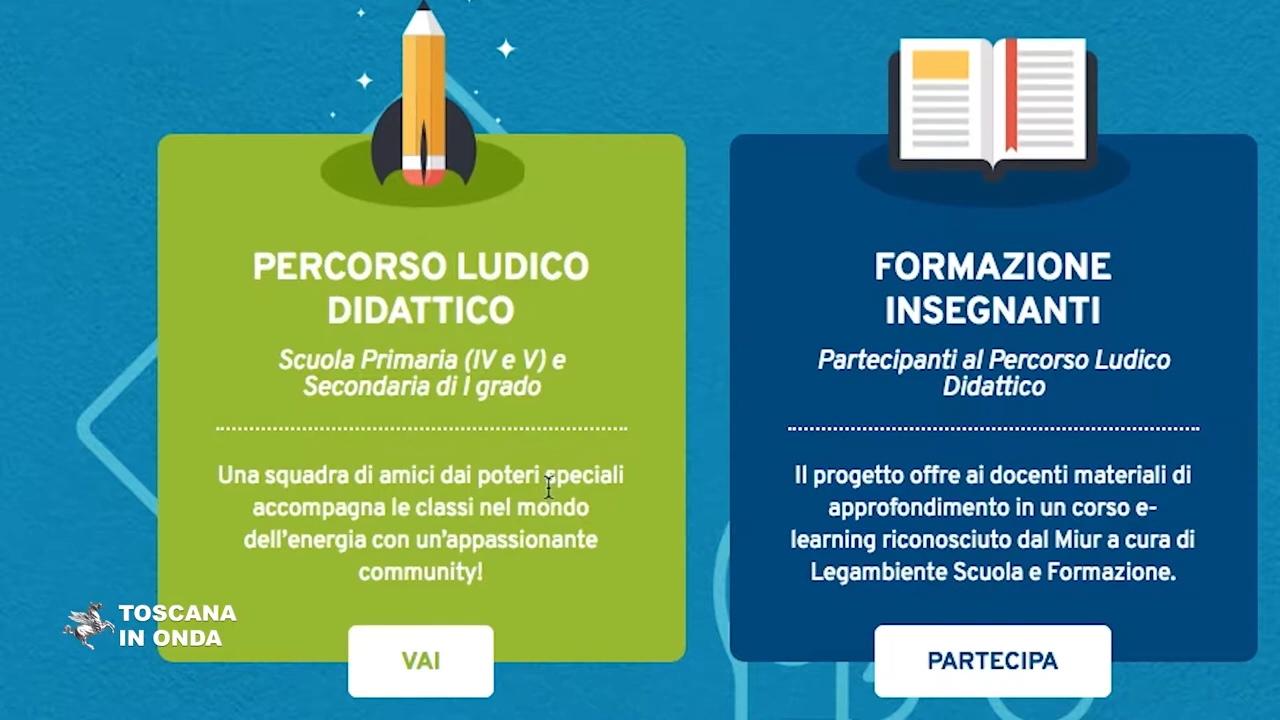 PERCORSO LUDICO
DIDATTICO
Scuola Primaria (IV e V) e
Secondaria di I grado
Una squadra di amici dai poteri speciali
accompagna le classi nel mondo
dell'energia con un'appassionante
community!
VAI
FORMAZIONE
INSEGNANTI
Partecipanti al Percorso Ludico
Didattico
Il progetto offre ai docenti materiali di
approfondimento in un corso e-
learning riconosciuto dal Miur a cura di
Legambiente Scuola e Formazione.
PARTECIPA
TOSCANA
IN ONDA